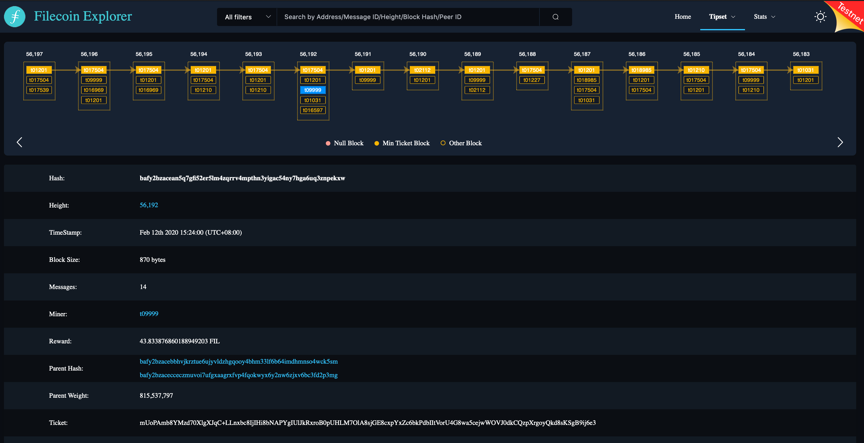 Filecoin Explorer
All filters
Search by Address/Message ID/Height/Block Hash/Peer ID
Home
Tipset
Stats
Testnet
56,197 56,196 56,195 56,194 56,193 56,192 56,191 56,190 56,189 56,188 56,187 56,186 56,185 56,184 56,183
t01201 t017504 t017504 t01201 t017504 t017504 t01201 t02112 t01201 t017504 t01201 t018985 t01210 t017504 t01031
t017504 t09999 t01201 t017504 t01201 t01201 t09999 t01201 t09999 t01227 t018985 t01201 t017504 t09999 t01201
t017539 t016969 t016969 t01210 t01210 t09999 t02112 t017504 t017504 t01201 t01210
t01201 t01031 t01031
t016597
Null Block Min Ticket Block Other Block
Hash:
Height: 56,192
TimeStamp: Feb 12th 2020 15:24:00 (UTC+08:00)
Block Size: 870 bytes
Messages: 14
Miner: t09999
Reward: 43.833876860188949203 FIL
Parent Hash:
Parent Weight: 815,537,797
Ticket: